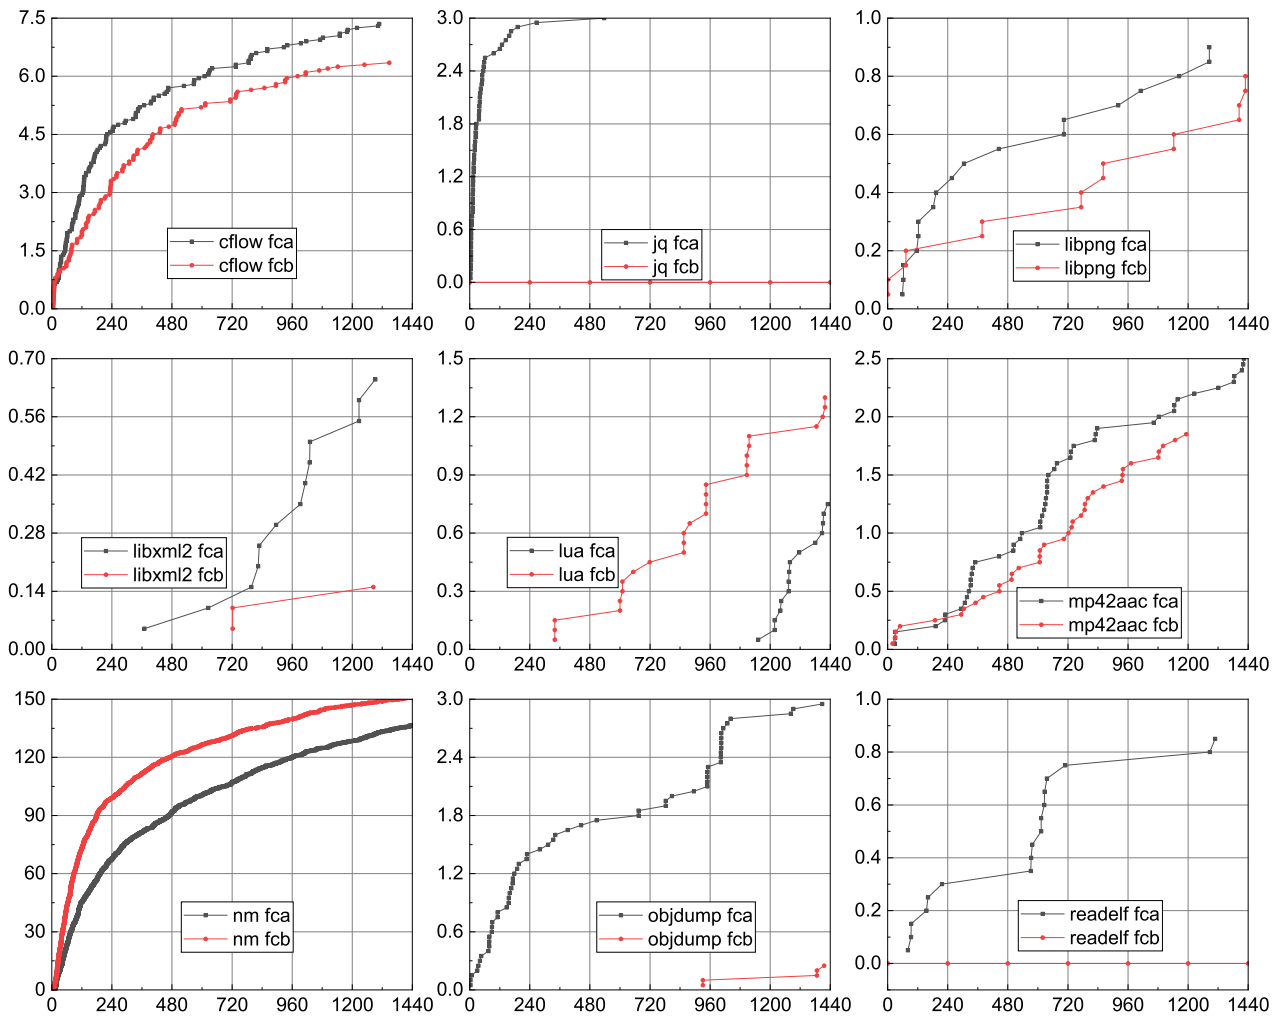 7.5
6.0
4.5
3.0
1.5
0.0
0 240 480 720 960 1200 1440
cflow fca
cflow fcb
3.0
2.4
1.8
1.2
0.6
0.0
0 240 480 720 960 1200 1440
jq fca
jq fcb
1.0
0.8
0.6
0.4
0.2
0.0
0 240 480 720 960 1200 1440
libpng fca
libpng fcb
0.70
0.56
0.42
0.28
0.14
0.00
0 240 480 720 960 1200 1440
libxml2 fca
libxml2 fcb
1.5
1.2
0.9
0.6
0.3
0.0
0 240 480 720 960 1200 1440
lua fca
lua fcb
2.5
2.0
1.5
1.0
0.5
0.0
0 240 480 720 960 1200 1440
mp42aac fca
mp42aac fcb
150
120
90
60
30
0
0 240 480 720 960 1200 1440
nm fca
nm fcb
3.0
2.4
1.8
1.2
0.6
0.0
0 240 480 720 960 1200 1440
objdump fca
objdump fcb
1.0
0.8
0.6
0.4
0.2
0.0
0 240 480 720 960 1200 1440
readelf fca
readelf fcb